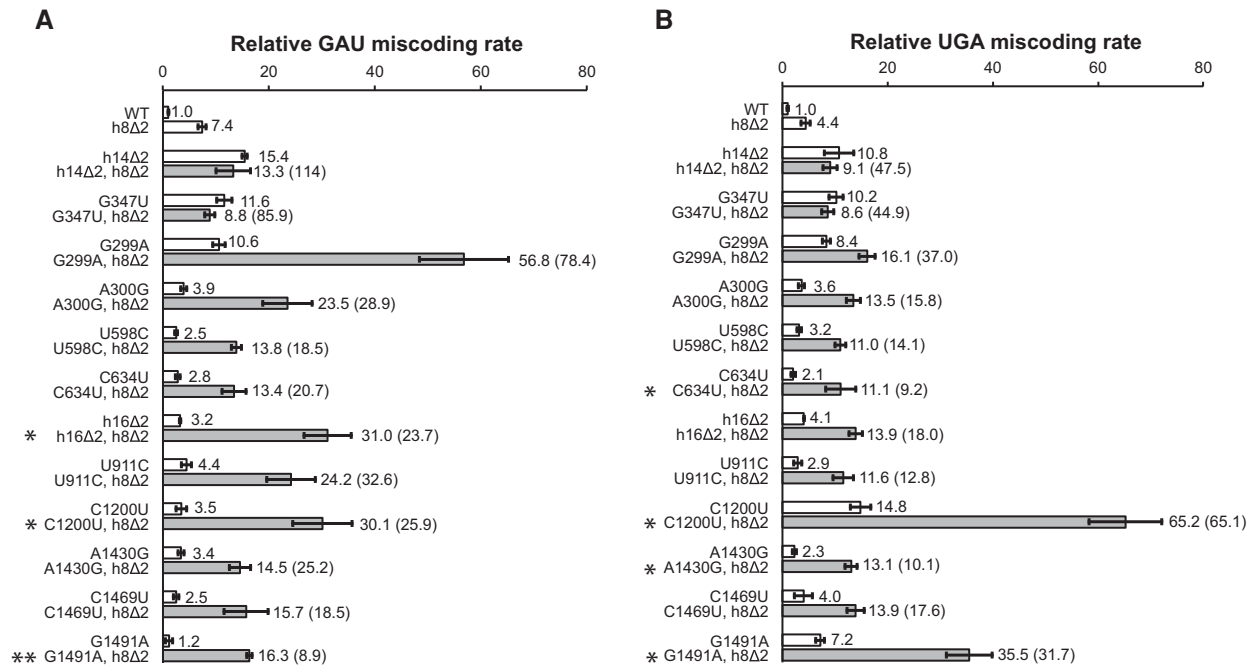 A
Relative GAU miscoding rate
0 20 40 60 80
WT 1.0
h8Δ2 7.4
h14Δ2 15.4
h14Δ2, h8Δ2 13.3 (114)
G347U 11.6
G347U, h8Δ2 8.8 (85.9)
G299A 10.6
G299A, h8Δ2 56.8 (78.4)
A300G 3.9
A300G, h8Δ2 23.5 (28.9)
U598C 2.5
U598C, h8Δ2 13.8 (18.5)
C634U 2.8
C634U, h8Δ2 13.4 (20.7)
h16Δ2 3.2
* h16Δ2, h8Δ2 31.0 (23.7)
U911C 4.4
U911C, h8Δ2 24.2 (32.6)
C1200U 3.5
* C1200U, h8Δ2 30.1 (25.9)
A1430G 3.4
A1430G, h8Δ2 14.5 (25.2)
C1469U 2.5
C1469U, h8Δ2 15.7 (18.5)
G1491A 1.2
** G1491A, h8Δ2 16.3 (8.9)
B
Relative UGA miscoding rate
0 20 40 60 80
WT 1.0
h8Δ2 4.4
h14Δ2 10.8
h14Δ2, h8Δ2 9.1 (47.5)
G347U 10.2
G347U, h8Δ2 8.6 (44.9)
G299A 8.4
G299A, h8Δ2 16.1 (37.0)
A300G 3.6
A300G, h8Δ2 13.5 (15.8)
U598C 3.2
U598C, h8Δ2 11.0 (14.1)
C634U 2.1
* C634U, h8Δ2 11.1 (9.2)
h16Δ2 4.1
h16Δ2, h8Δ2 13.9 (18.0)
U911C 2.9
U911C, h8Δ2 11.6 (12.8)
C1200U 14.8
* C1200U, h8Δ2 65.2 (65.1)
A1430G 2.3
* A1430G, h8Δ2 13.1 (10.1)
C1469U 4.0
C1469U, h8Δ2 13.9 (17.6)
G1491A 7.2
* G1491A, h8Δ2 35.5 (31.7)